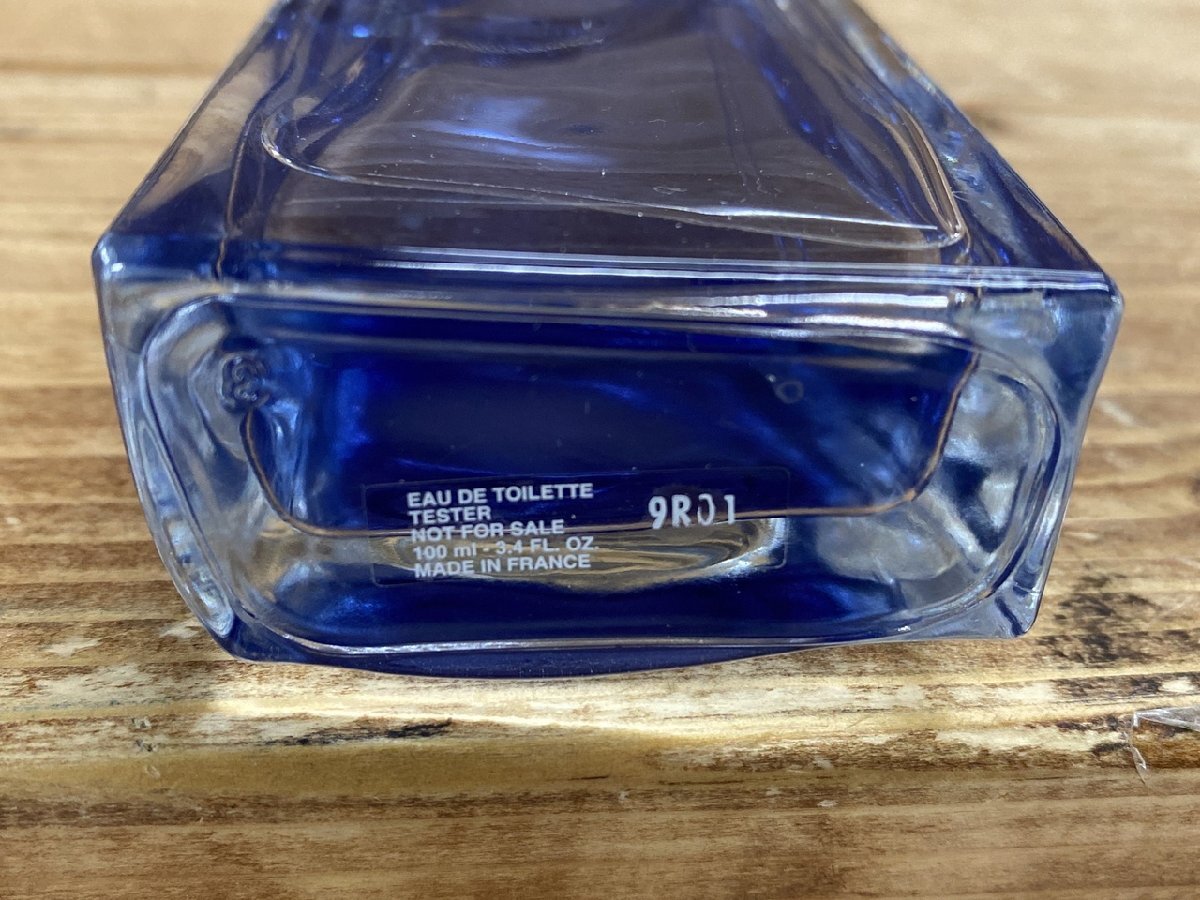 EAU DE TOILETTE
TESTER
NOT FOR SALE
100 ml - 3.4 FL. OZ.
MADE IN FRANCE
9R01